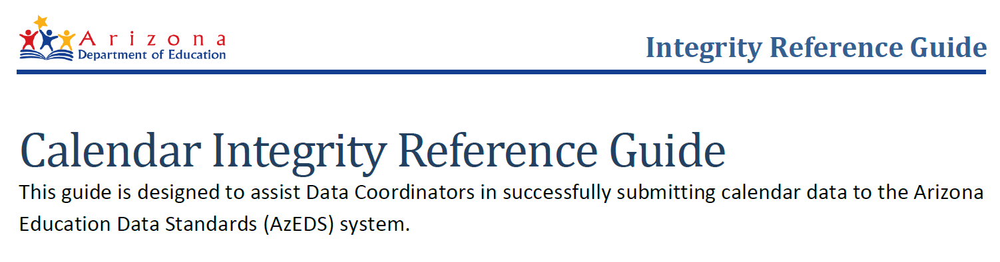 Arizona
Department of Education
Integrity Reference Guide
Calendar Integrity Reference Guide
This guide is designed to assist Data Coordinators in successfully submitting calendar data to the Arizona
Education Data Standards (AzEDS) system.